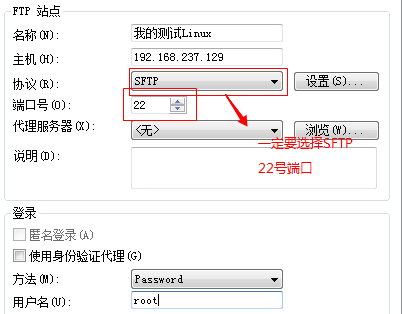 FTP 站点
名称(N): 我的测试Linux
主机(H): 192.168.237.129
协议(R): SFTP 设置(S)...
端口号(O): 22
代理服务器(X): <无> 浏览(W)...
一定要选择SFTP
说明(D): 22号端口
登录
匿名登录(A)
使用身份验证代理(G)
方法(M): Password
用户名(U): root